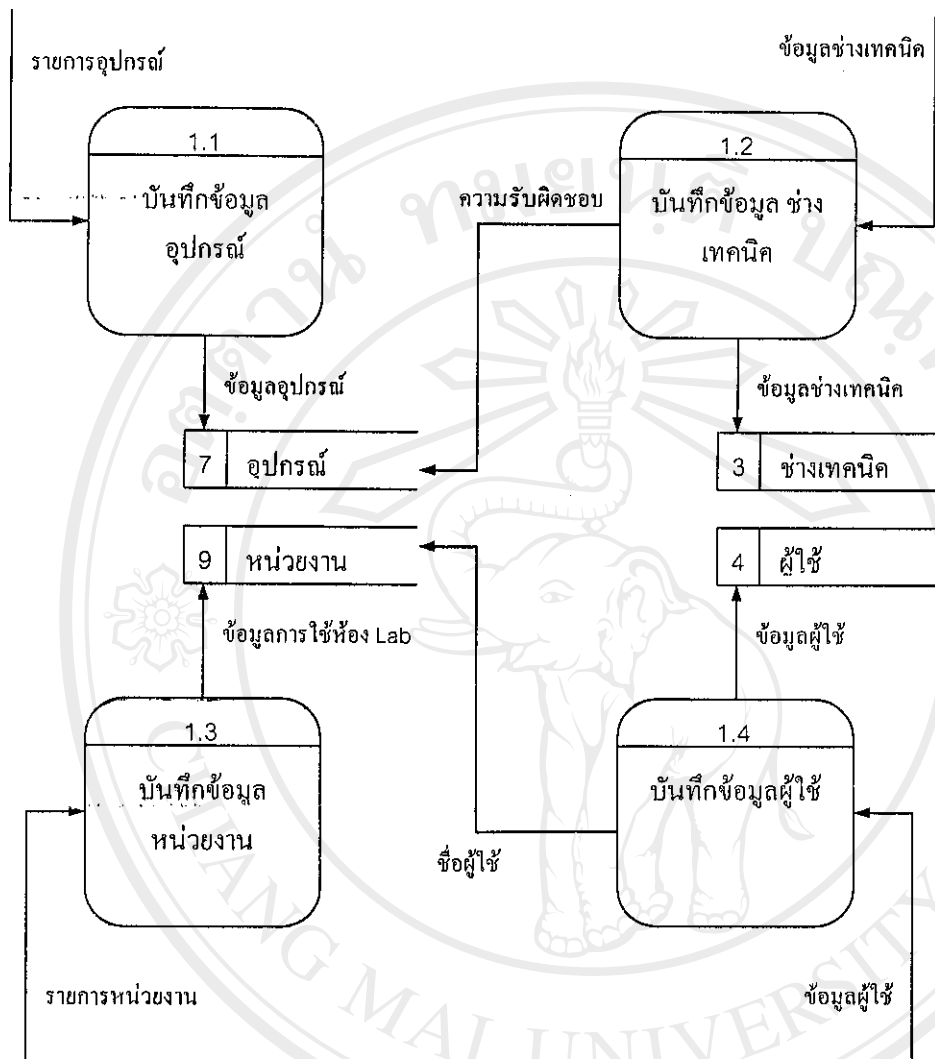 รายการอุปกรณ์
ข้อมูลช่างเทคนิค
1.1
บันทึกข้อมูล
อุปกรณ์
1.2
บันทึกข้อมูล ช่าง
เทคนิค
ความรับผิดชอบ
ข้อมูลอุปกรณ์
ข้อมูลช่างเทคนิค
7 อุปกรณ์
3 ช่างเทคนิค
9 หน่วยงาน
4 ผู้ใช้
ข้อมูลการใช้ห้อง Lab
ข้อมูลผู้ใช้
1.3
บันทึกข้อมูล
หน่วยงาน
1.4
บันทึกข้อมูลผู้ใช้
ชื่อผู้ใช้
รายการหน่วยงาน
ข้อมูลผู้ใช้
CHIANG MAI UNIVERSITY